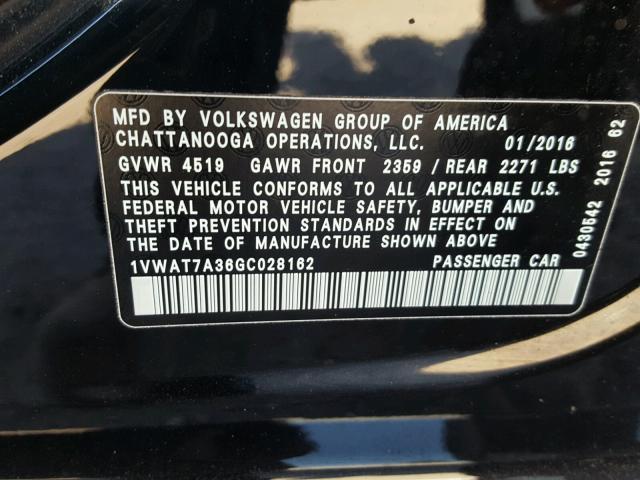 MFD BY VOLKSWAGEN GROUP OF AMERICA
CHATTANOOGA OPERATIONS, LLC. 01/2016
GVWR 4519 GAWR FRONT 2359 / REAR 2271 LBS
THIS VEHICLE CONFORMS TO ALL APPLICABLE U.S.
FEDERAL MOTOR VEHICLE SAFETY, BUMPER AND
THEFT PREVENTION STANDARDS IN EFFECT ON
THE DATE OF MANUFACTURE SHOWN ABOVE.
1VWAT7A36GC028162 PASSENGER CAR
0430542 2016 62